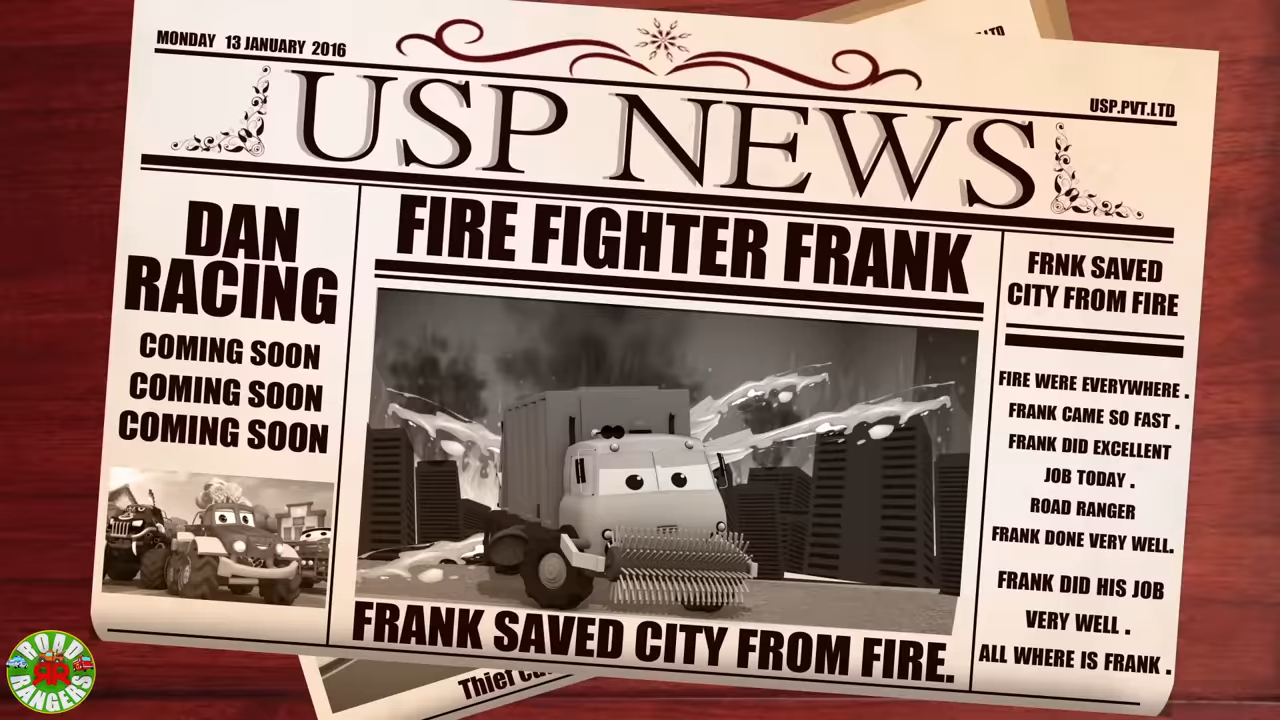 MONDAY 13 JANUARY 2016
USP.PVT.LTD
USP NEWS
DAN
RACING
COMING SOON
COMING SOON
COMING SOON
FIRE FIGHTER FRANK
FRANK SAVED CITY FROM FIRE.
FRNK SAVED
CITY FROM FIRE
FIRE WERE EVERYWHERE .
FRANK CAME SO FAST .
FRANK DID EXCELLENT
JOB TODAY .
ROAD RANGER
FRANK DONE VERY WELL.
FRANK DID HIS JOB
VERY WELL .
ALL WHERE IS FRANK .
Thief
ROAD
RR
RANGERS